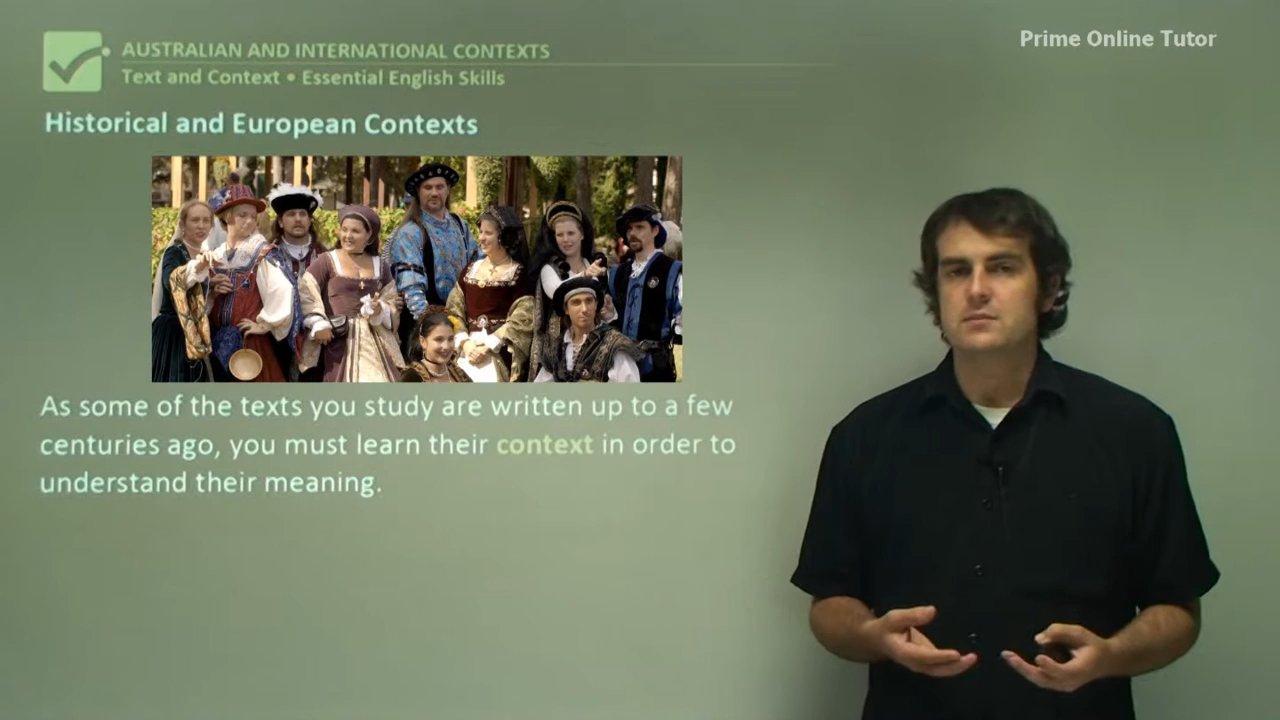 AUSTRALIAN AND INTERNATIONAL CONTEXTS
Prime Online Tutor
Text and Context • Essential English Skills
Historical and European Contexts
As some of the texts you study are written up to a few
centuries ago, you must learn their context in order to
understand their meaning.